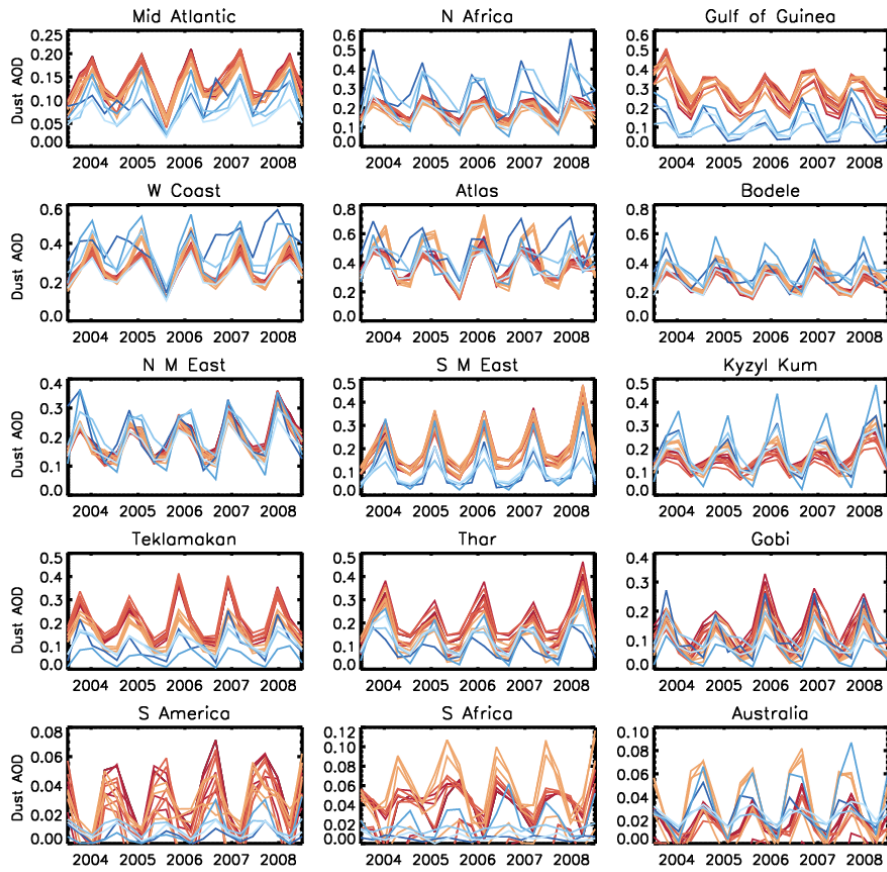 Mid Atlantic
N Africa
Gulf of Guinea
Dust AOD
0.25
0.20
0.15
0.10
0.05
0.00
2004 2005 2006 2007 2008
0.6
0.5
0.4
0.3
0.2
0.1
0.0
2004 2005 2006 2007 2008
0.6
0.5
0.4
0.3
0.2
0.1
0.0
2004 2005 2006 2007 2008
W Coast
Atlas
Bodele
Dust AOD
0.6
0.4
0.2
0.0
2004 2005 2006 2007 2008
0.8
0.6
0.4
0.2
0.0
2004 2005 2006 2007 2008
0.8
0.6
0.4
0.2
0.0
2004 2005 2006 2007 2008
N M East
S M East
Kyzyl Kum
Dust AOD
0.4
0.3
0.2
0.1
0.0
2004 2005 2006 2007 2008
0.5
0.4
0.3
0.2
0.1
0.0
2004 2005 2006 2007 2008
0.5
0.4
0.3
0.2
0.1
0.0
2004 2005 2006 2007 2008
Teklamakan
Thar
Gobi
Dust AOD
0.5
0.4
0.3
0.2
0.1
0.0
2004 2005 2006 2007 2008
0.5
0.4
0.3
0.2
0.1
0.0
2004 2005 2006 2007 2008
0.4
0.3
0.2
0.1
0.0
2004 2005 2006 2007 2008
S America
S Africa
Australia
Dust AOD
0.08
0.06
0.04
0.02
0.00
2004 2005 2006 2007 2008
0.12
0.10
0.08
0.06
0.04
0.02
0.00
2004 2005 2006 2007 2008
0.10
0.08
0.06
0.04
0.02
0.00
2004 2005 2006 2007 2008